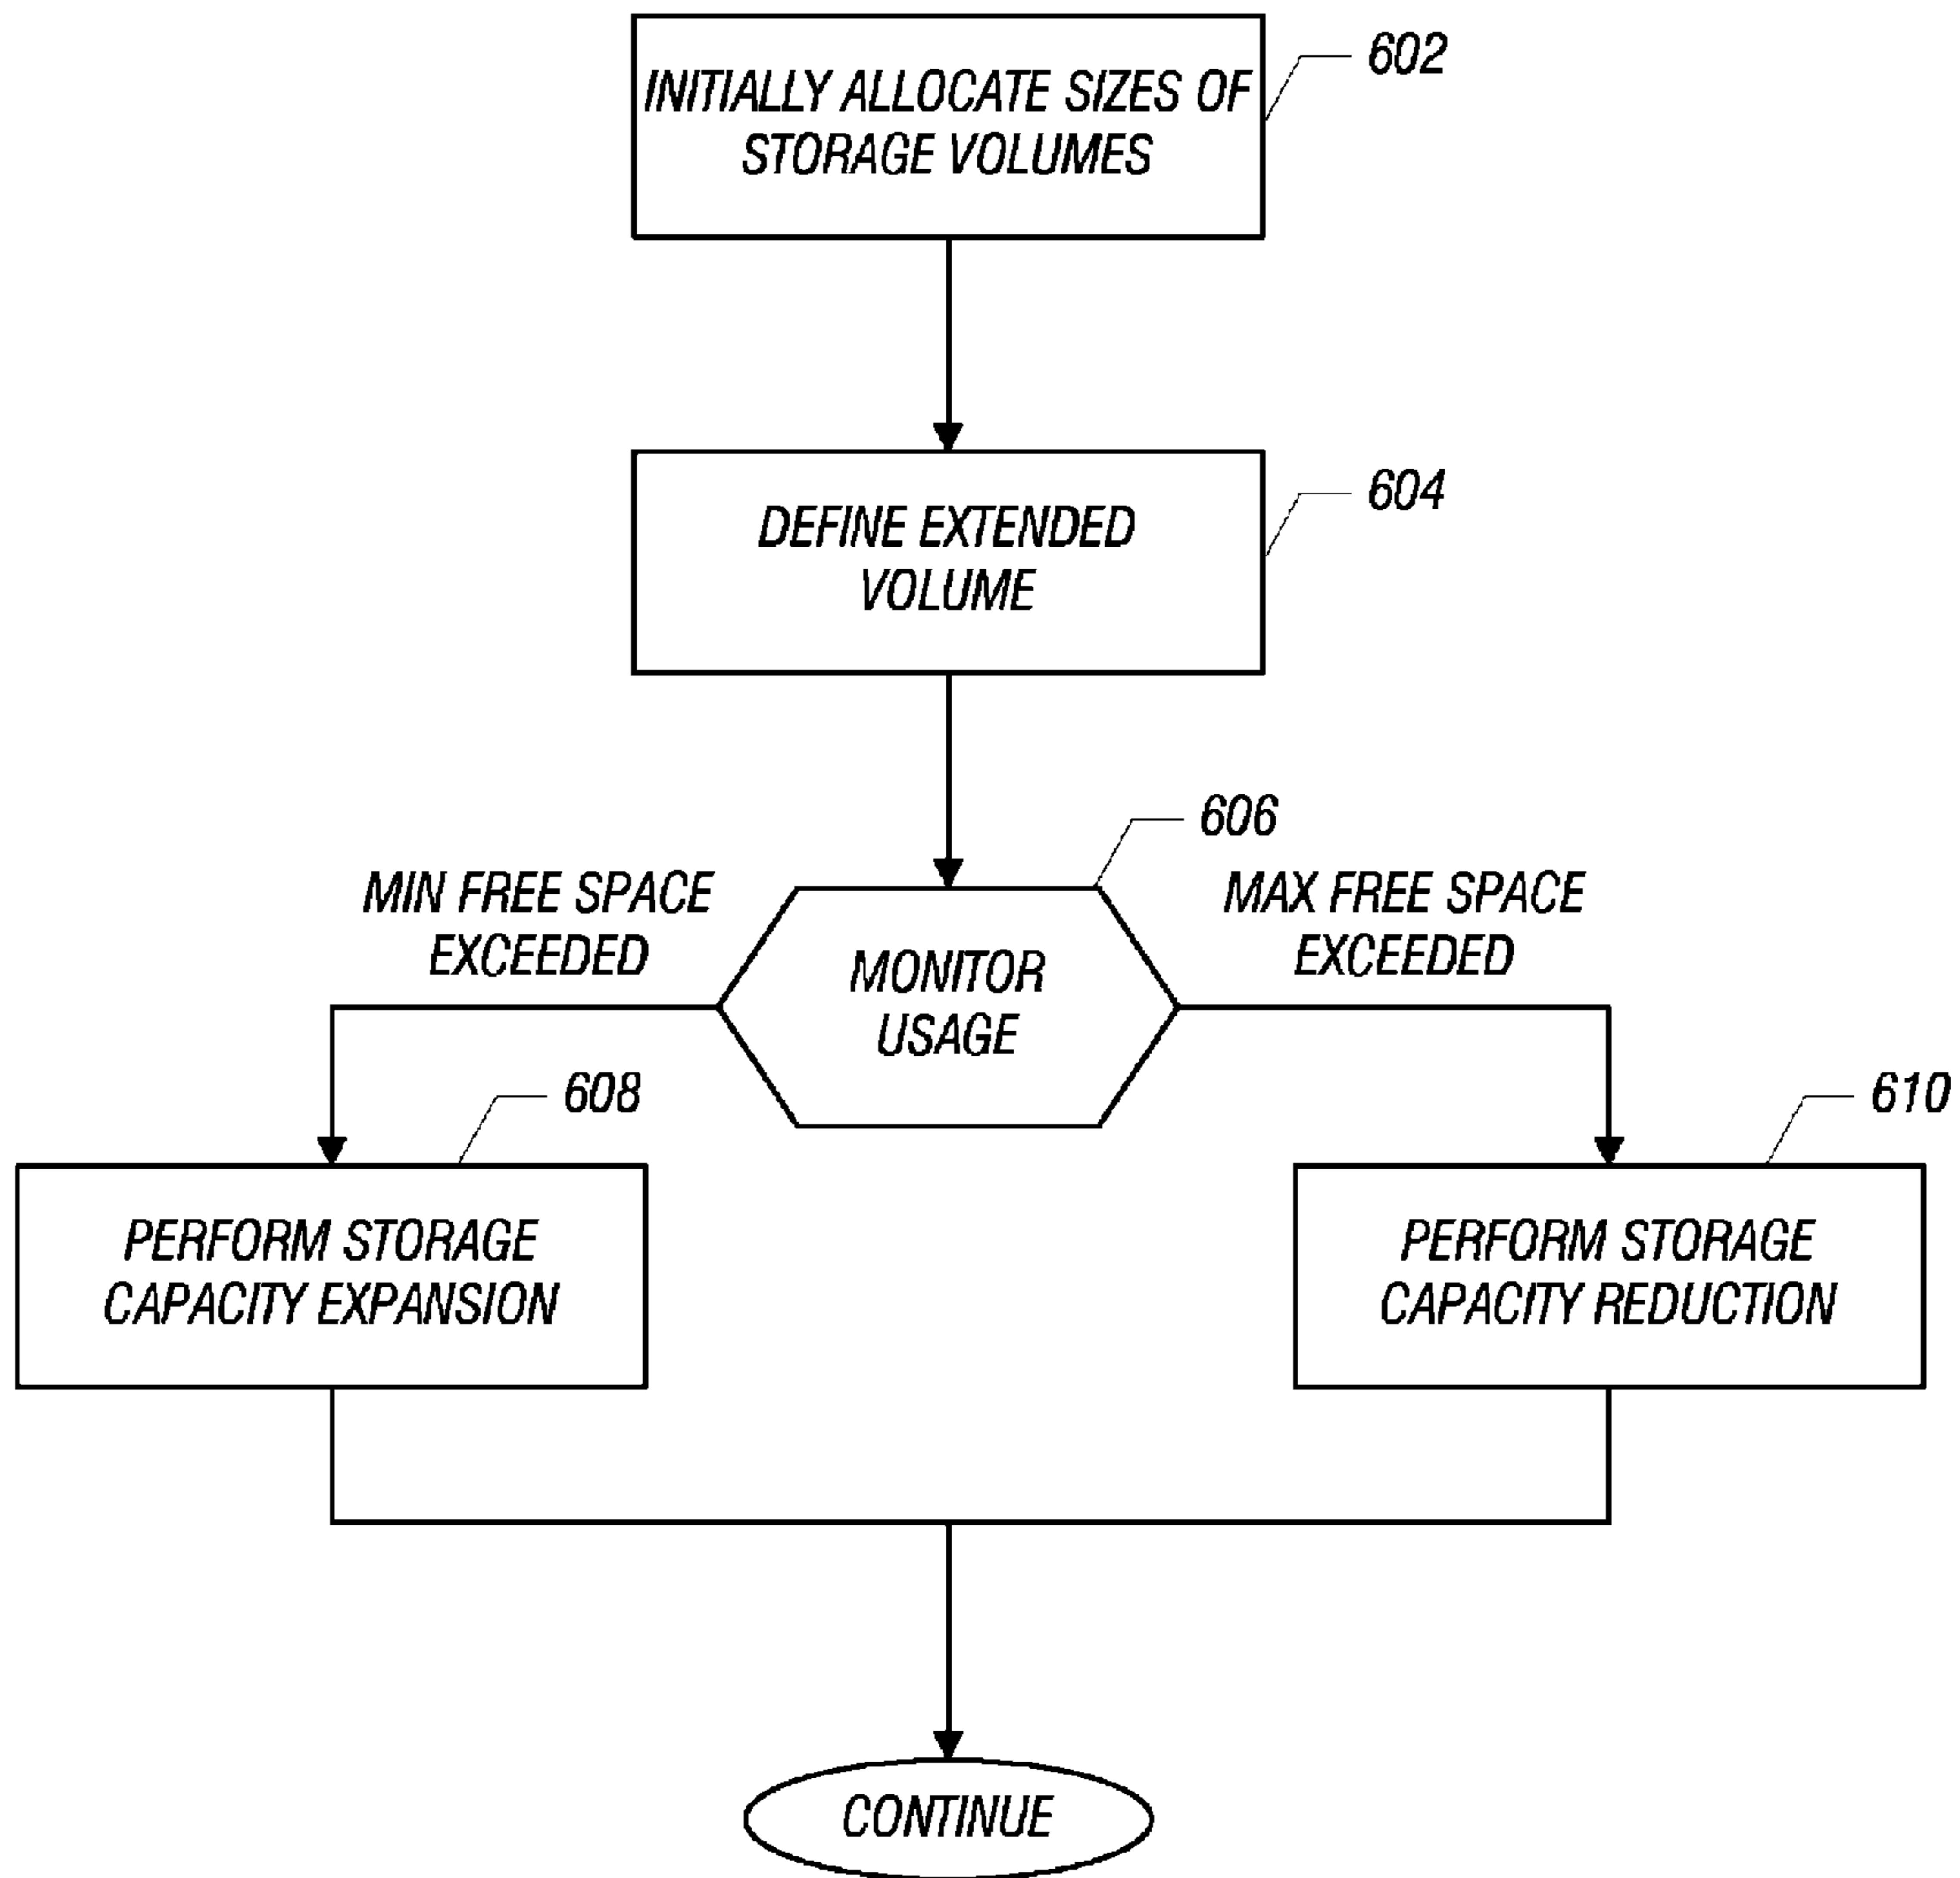 INITIALLY ALLOCATE SIZES OF
STORAGE VOLUMES
602
DEFINE EXTENDED
VOLUME
604
606
MIN FREE SPACE
EXCEEDED
MONITOR
USAGE
MAX FREE SPACE
EXCEEDED
608
PERFORM STORAGE
CAPACITY EXPANSION
610
PERFORM STORAGE
CAPACITY REDUCTION
CONTINUE